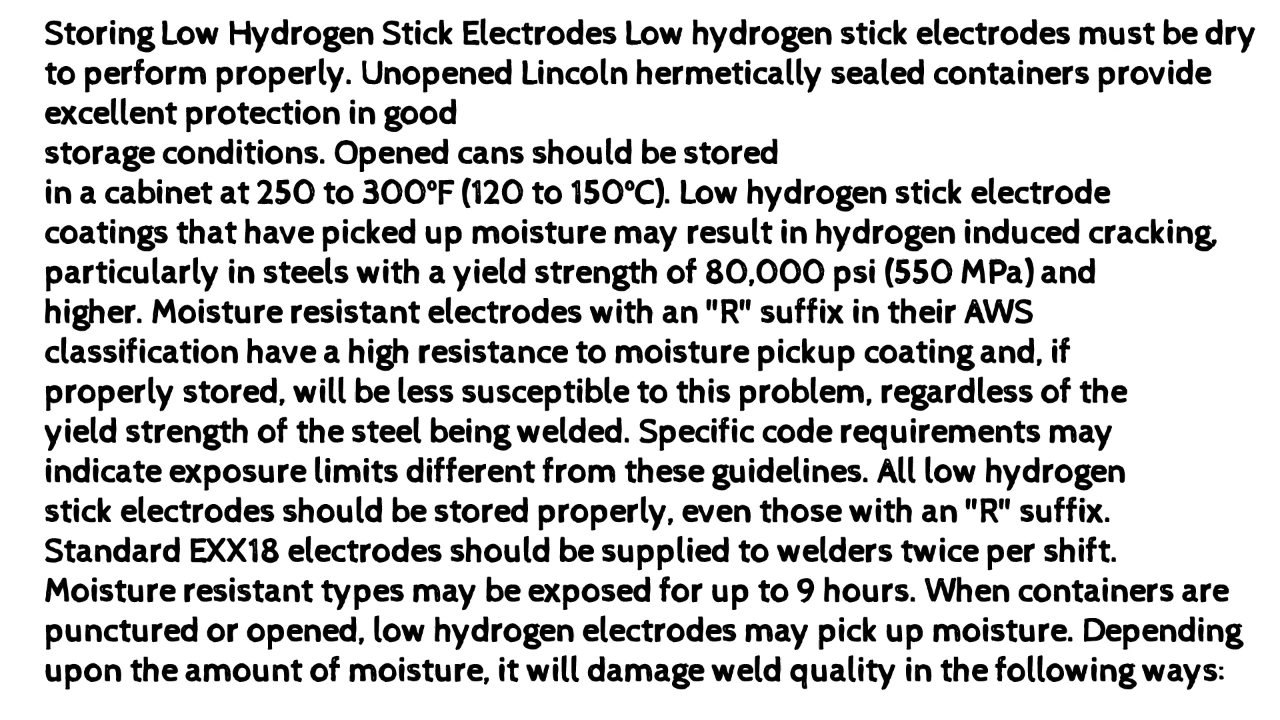 Storing Low Hydrogen Stick Electrodes Low hydrogen stick electrodes must be dry
to perform properly. Unopened Lincoln hermetically sealed containers provide
excellent protection in good
storage conditions. Opened cans should be stored
in a cabinet at 250 to 300°F (120 to 150°C). Low hydrogen stick electrode
coatings that have picked up moisture may result in hydrogen induced cracking,
particularly in steels with a yield strength of 80,000 psi (550 MPa) and
higher. Moisture resistant electrodes with an "R" suffix in their AWS
classification have a high resistance to moisture pickup coating and, if
properly stored, will be less susceptible to this problem, regardless of the
yield strength of the steel being welded. Specific code requirements may
indicate exposure limits different from these guidelines. All low hydrogen
stick electrodes should be stored properly, even those with an "R" suffix.
Standard EXX18 electrodes should be supplied to welders twice per shift.
Moisture resistant types may be exposed for up to 9 hours. When containers are
punctured or opened, low hydrogen electrodes may pick up moisture. Depending
upon the amount of moisture, it will damage weld quality in the following ways: